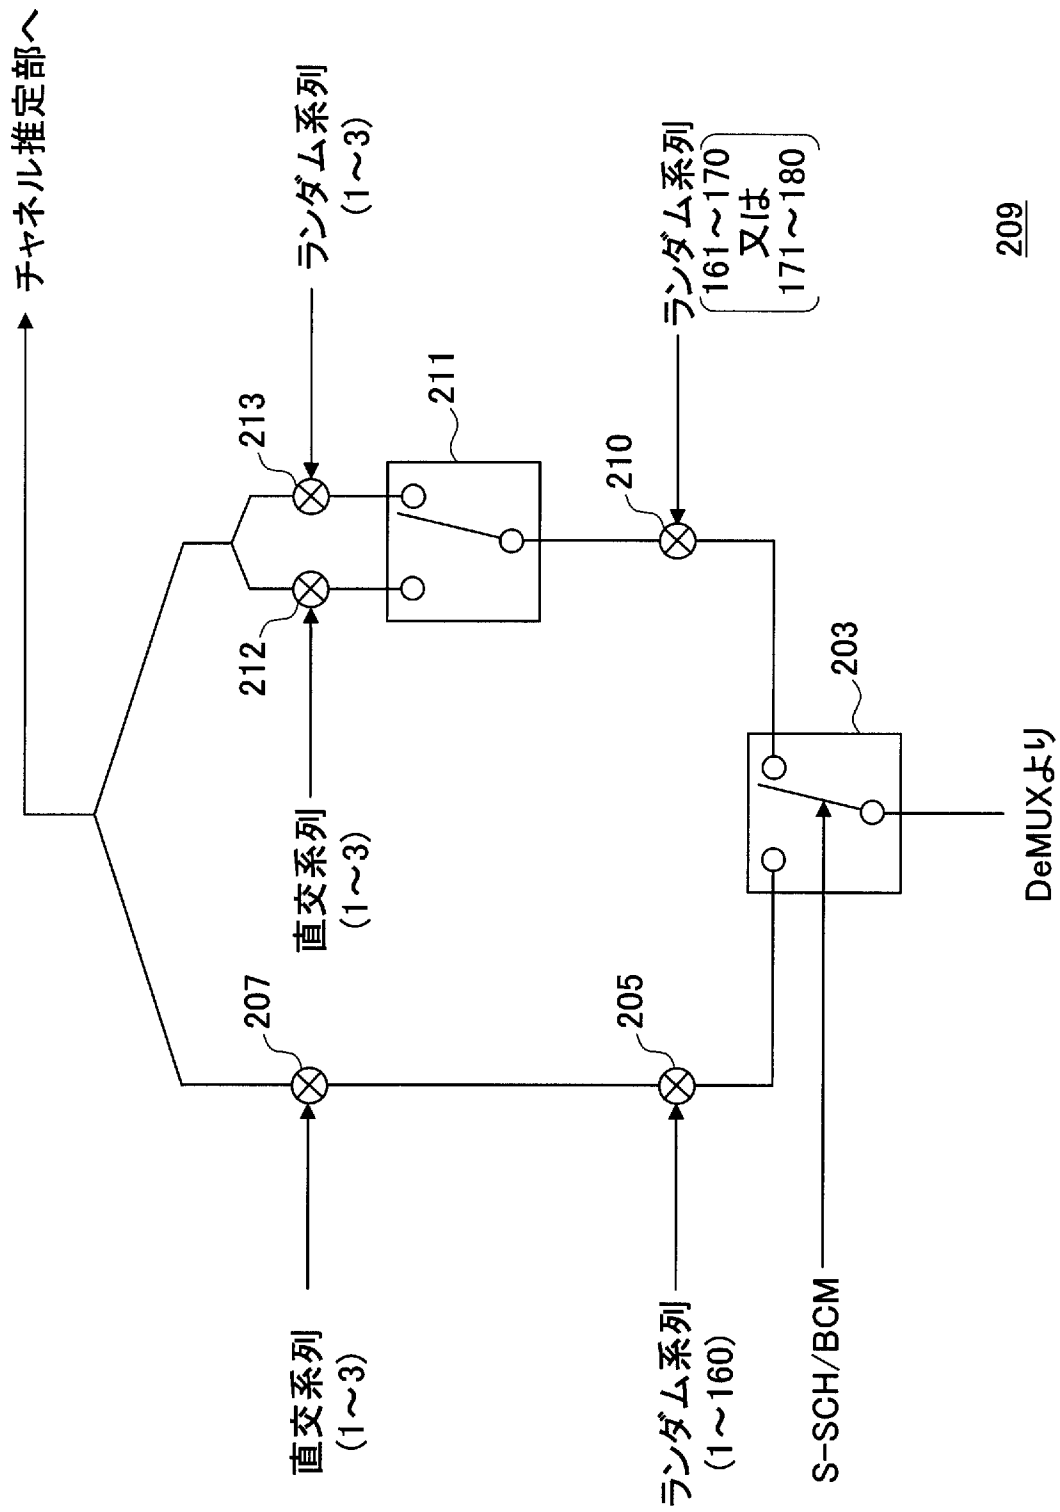 直交系列
(1~3)
207
ランダム系列
(1~160)
205
S-SCH/BCM
DeMUXより
203
直交系列
(1~3)
212
213
ランダム系列
(1~3)
211
210
ランダム系列
161~170
又は
171~180
チャネル推定部へ
209